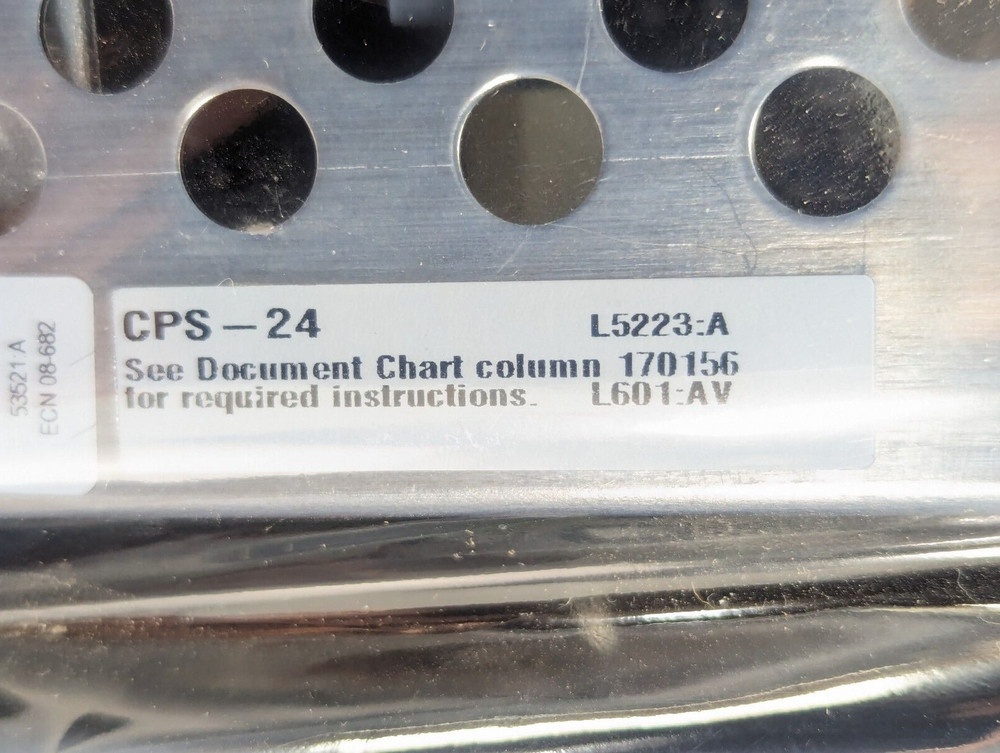 53521:A
ECN 08-682
CPS – 24 L5223:A
See Document Chart column 170156
for required instructions. L601:AV